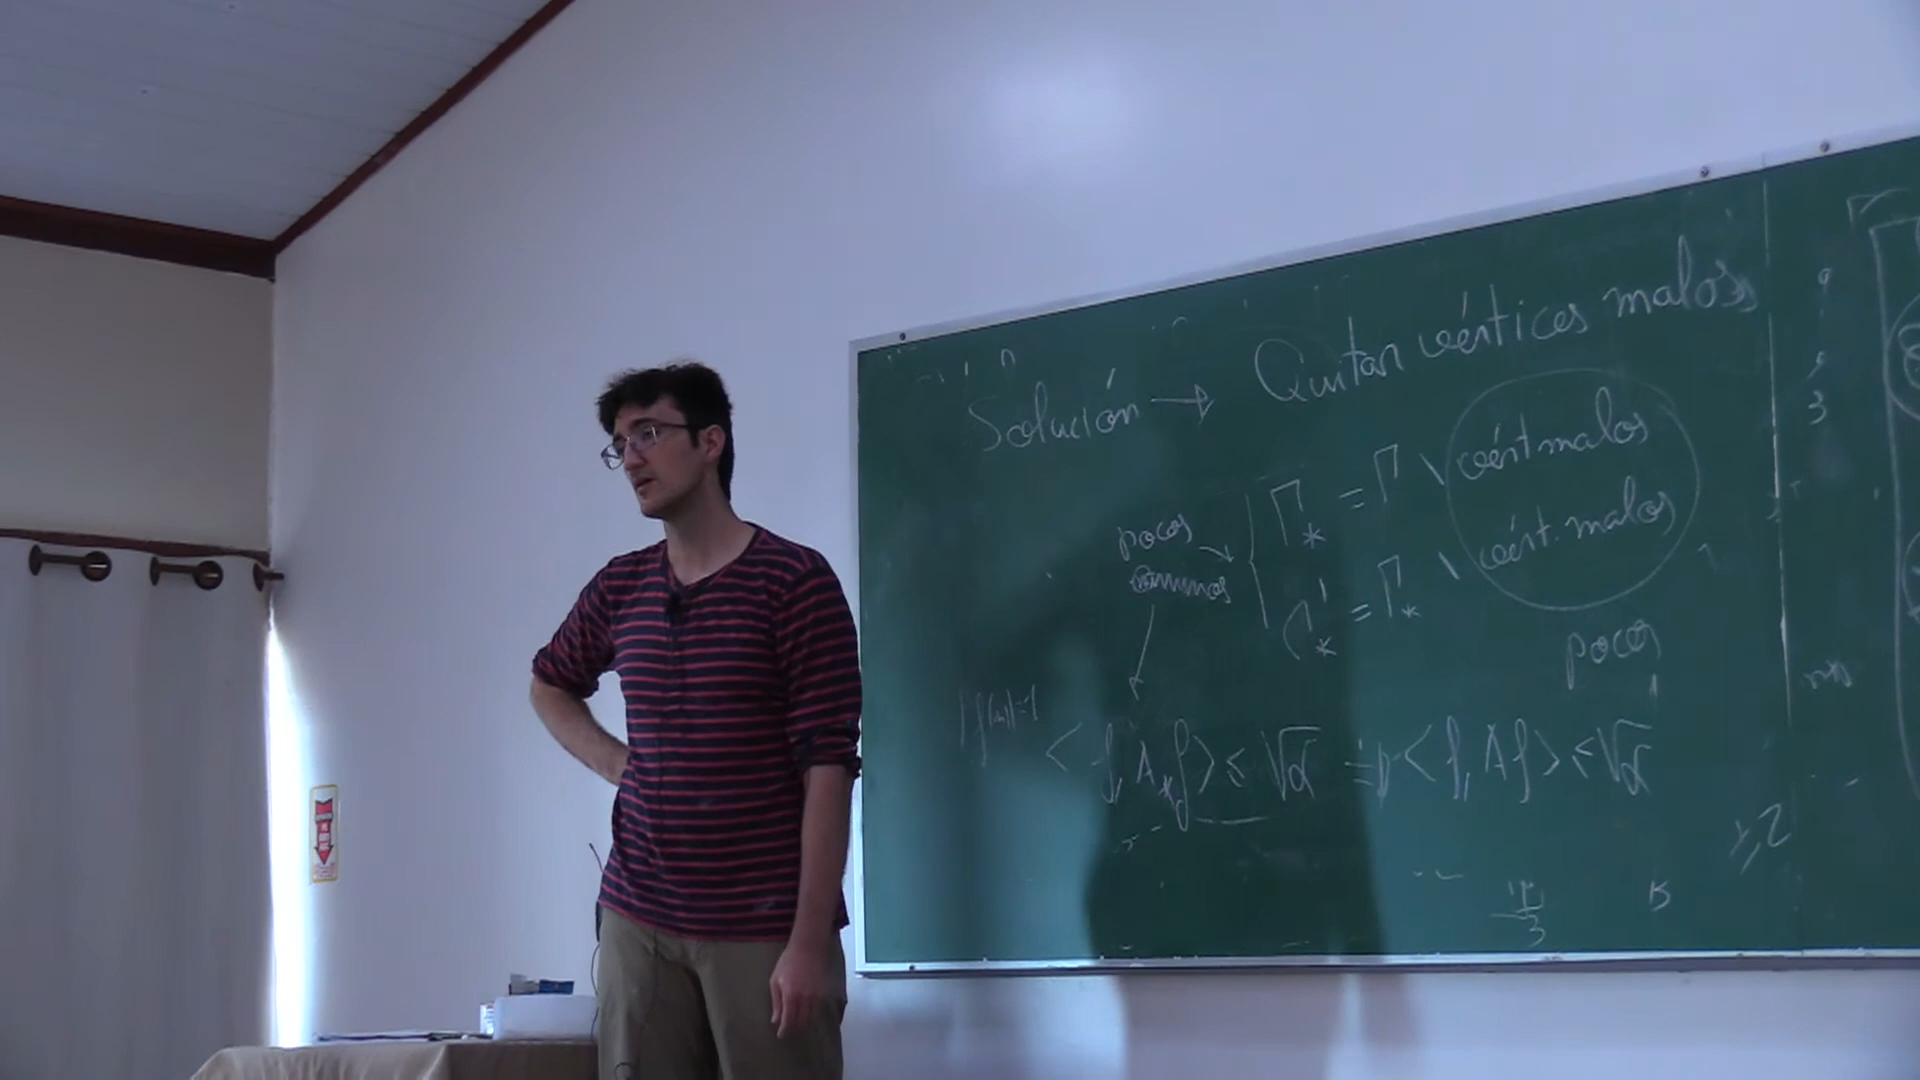 Solución → Quitar vértices malos
Γ* = Γ \ vért malos
pocos
caminos
Γ'* = Γ* \ vért. malos
pocos
|f(n)|=1
<f, A*f> ≤ √α ⇒ <f, Af> ≤ √α